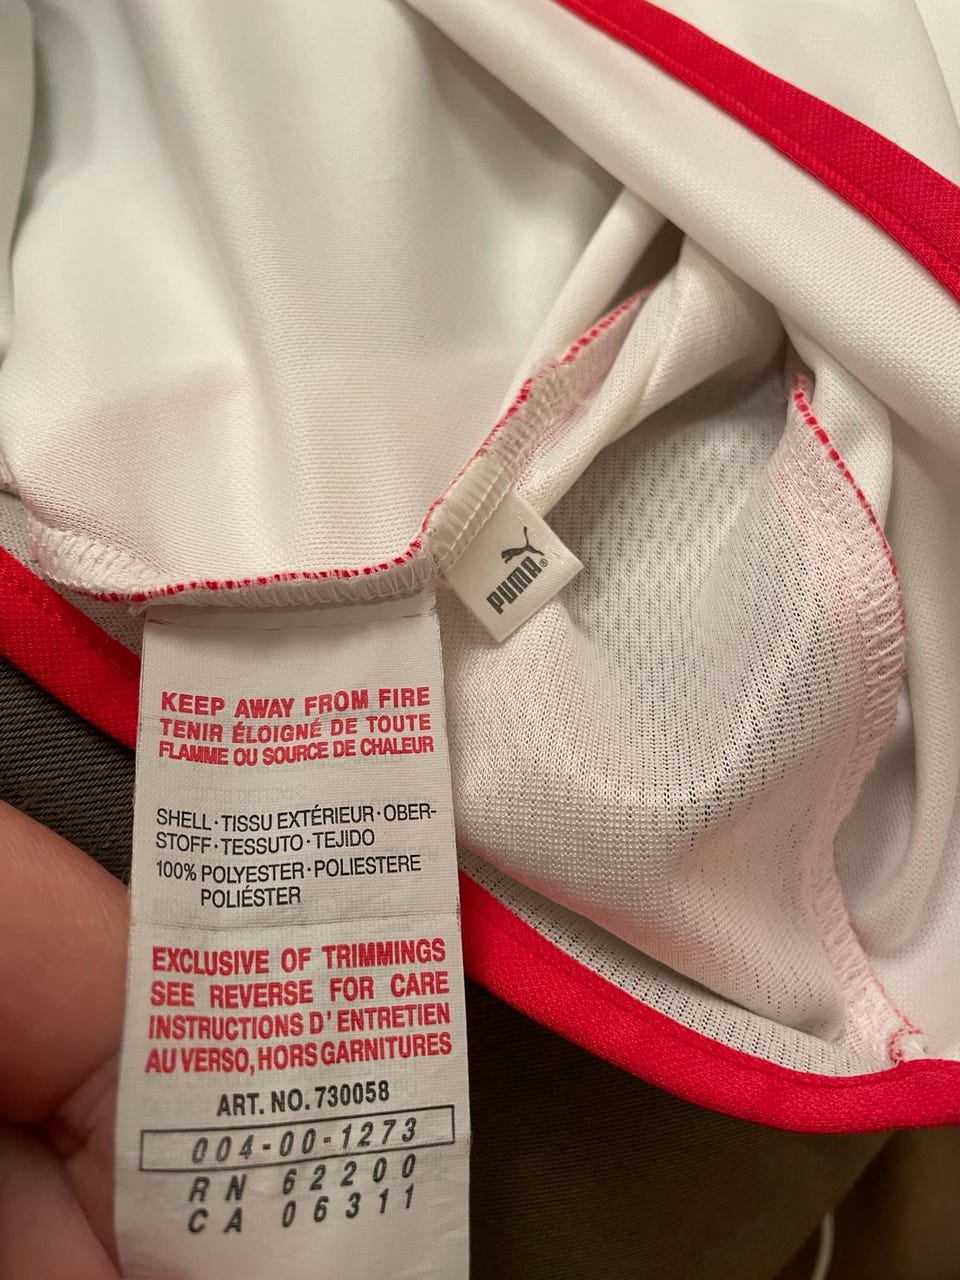 PUMA®
KEEP AWAY FROM FIRE
TENIR ÉLOIGNÉ DE TOUTE
FLAMME OU SOURCE DE CHALEUR
SHELL·TISSU EXTÉRIEUR·OBER-
STOFF·TESSUTO·TEJIDO
100% POLYESTER·POLIESTERE
POLIÉSTER
EXCLUSIVE OF TRIMMINGS
SEE REVERSE FOR CARE
INSTRUCTIONS D'ENTRETIEN
AU VERSO, HORS GARNITURES
ART. NO. 730058
004-00-1273
RN 62200
CA 06311